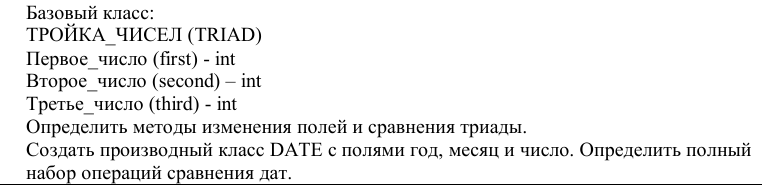 Базовый класс:
ТРОЙКА_ЧИСЕЛ (TRIAD)
Первое_число (first) - int
Второе_число (second) – int
Третье_число (third) - int
Определить методы изменения полей и сравнения триады.
Создать производный класс DATE с полями год, месяц и число. Определить полный
набор операций сравнения дат.